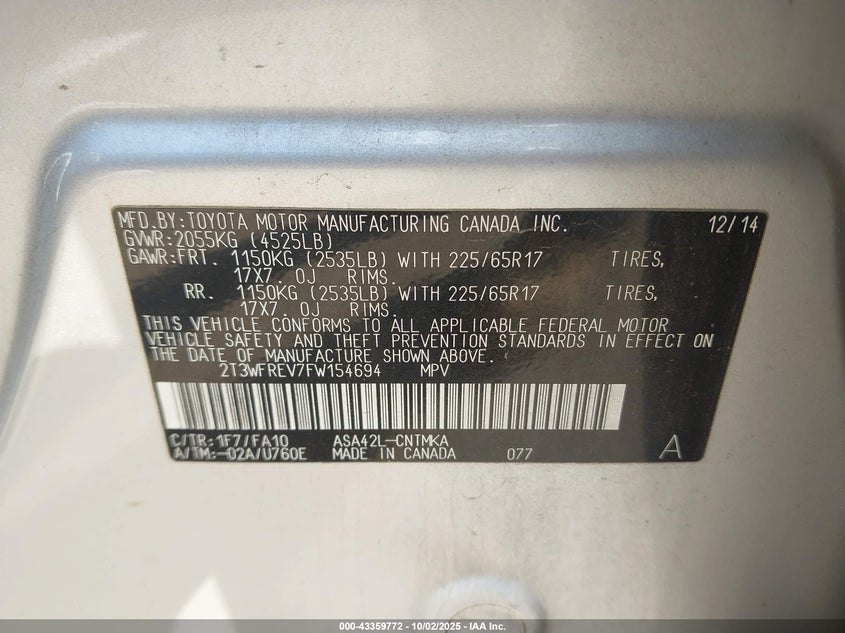 MFD.BY:TOYOTA MOTOR MANUFACTURING CANADA INC. 12/14
GVWR:2055KG (4525LB)
GAWR:FRT. 1150KG (2535LB) WITH 225/65R17 TIRES,
17X7.0J RIMS.
RR. 1150KG (2535LB) WITH 225/65R17 TIRES,
17X7.0J RIMS.
THIS VEHICLE CONFORMS TO ALL APPLICABLE FEDERAL MOTOR
VEHICLE SAFETY AND THEFT PREVENTION STANDARDS IN EFFECT ON
THE DATE OF MANUFACTURE SHOWN ABOVE.
2T3WFREV7FW154694 MPV
C/TR:1F7/FA10 ASA42L-CNTMKA
A/TM:-02A/U760E MADE IN CANADA 077 A
000-43359772 - 10/02/2025 - IAA Inc.